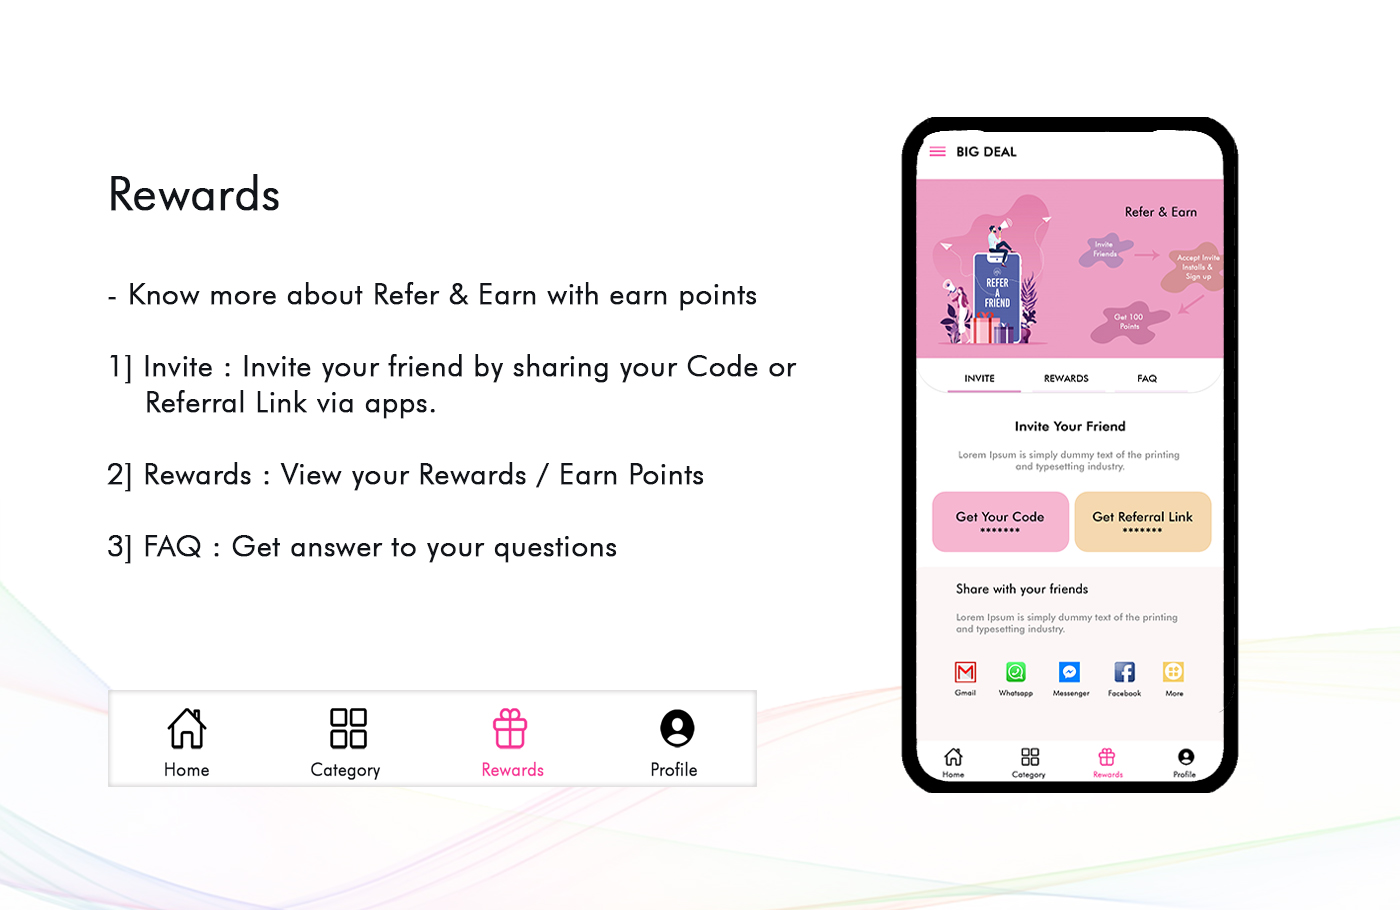 Rewards
- Know more about Refer & Earn with earn points
1] Invite : Invite your friend by sharing your Code or
Referral Link via apps.
2] Rewards : View your Rewards / Earn Points
3] FAQ : Get answer to your questions
Home
Category
Rewards
Profile
BIG DEAL
Refer & Earn
Invite
Friends
Accept Invite
Installs &
Sign up
Get 100
Points
REFER
A
FRIEND
INVITE
REWARDS
FAQ
Invite Your Friend
Lorem Ipsum is simply dummy text of the printing
and typesetting industry.
Get Your Code
*******
Get Referral Link
*******
Share with your friends
Lorem Ipsum is simply dummy text of the printing
and typesetting industry.
Gmail
Whatsapp
Messenger
Facebook
More
Home
Category
Rewards
Profile